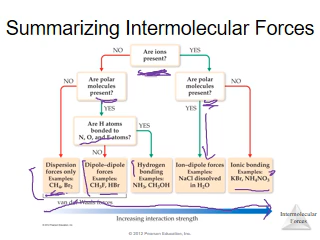 Summarizing Intermolecular Forces
NO
Are ions
present?
YES
Are polar
molecules
present?
NO
YES
Are polar
molecules
present?
NO
YES
Are H atoms
bonded to
N, O, and F atoms?
YES
NO
Dispersion
forces only
Examples:
CH₄, Br₂
Dipole–dipole
forces
Examples:
CH₃F, HBr
Hydrogen
bonding
Examples:
NH₃, CH₃OH
Ion–dipole forces
Example:
NaCl dissolved
in H₂O
Ionic bonding
Examples:
KBr, NH₄NO₃
van der Waals forces
Increasing interaction strength
Intermolecular
Forces
© 2012 Pearson Education, Inc.